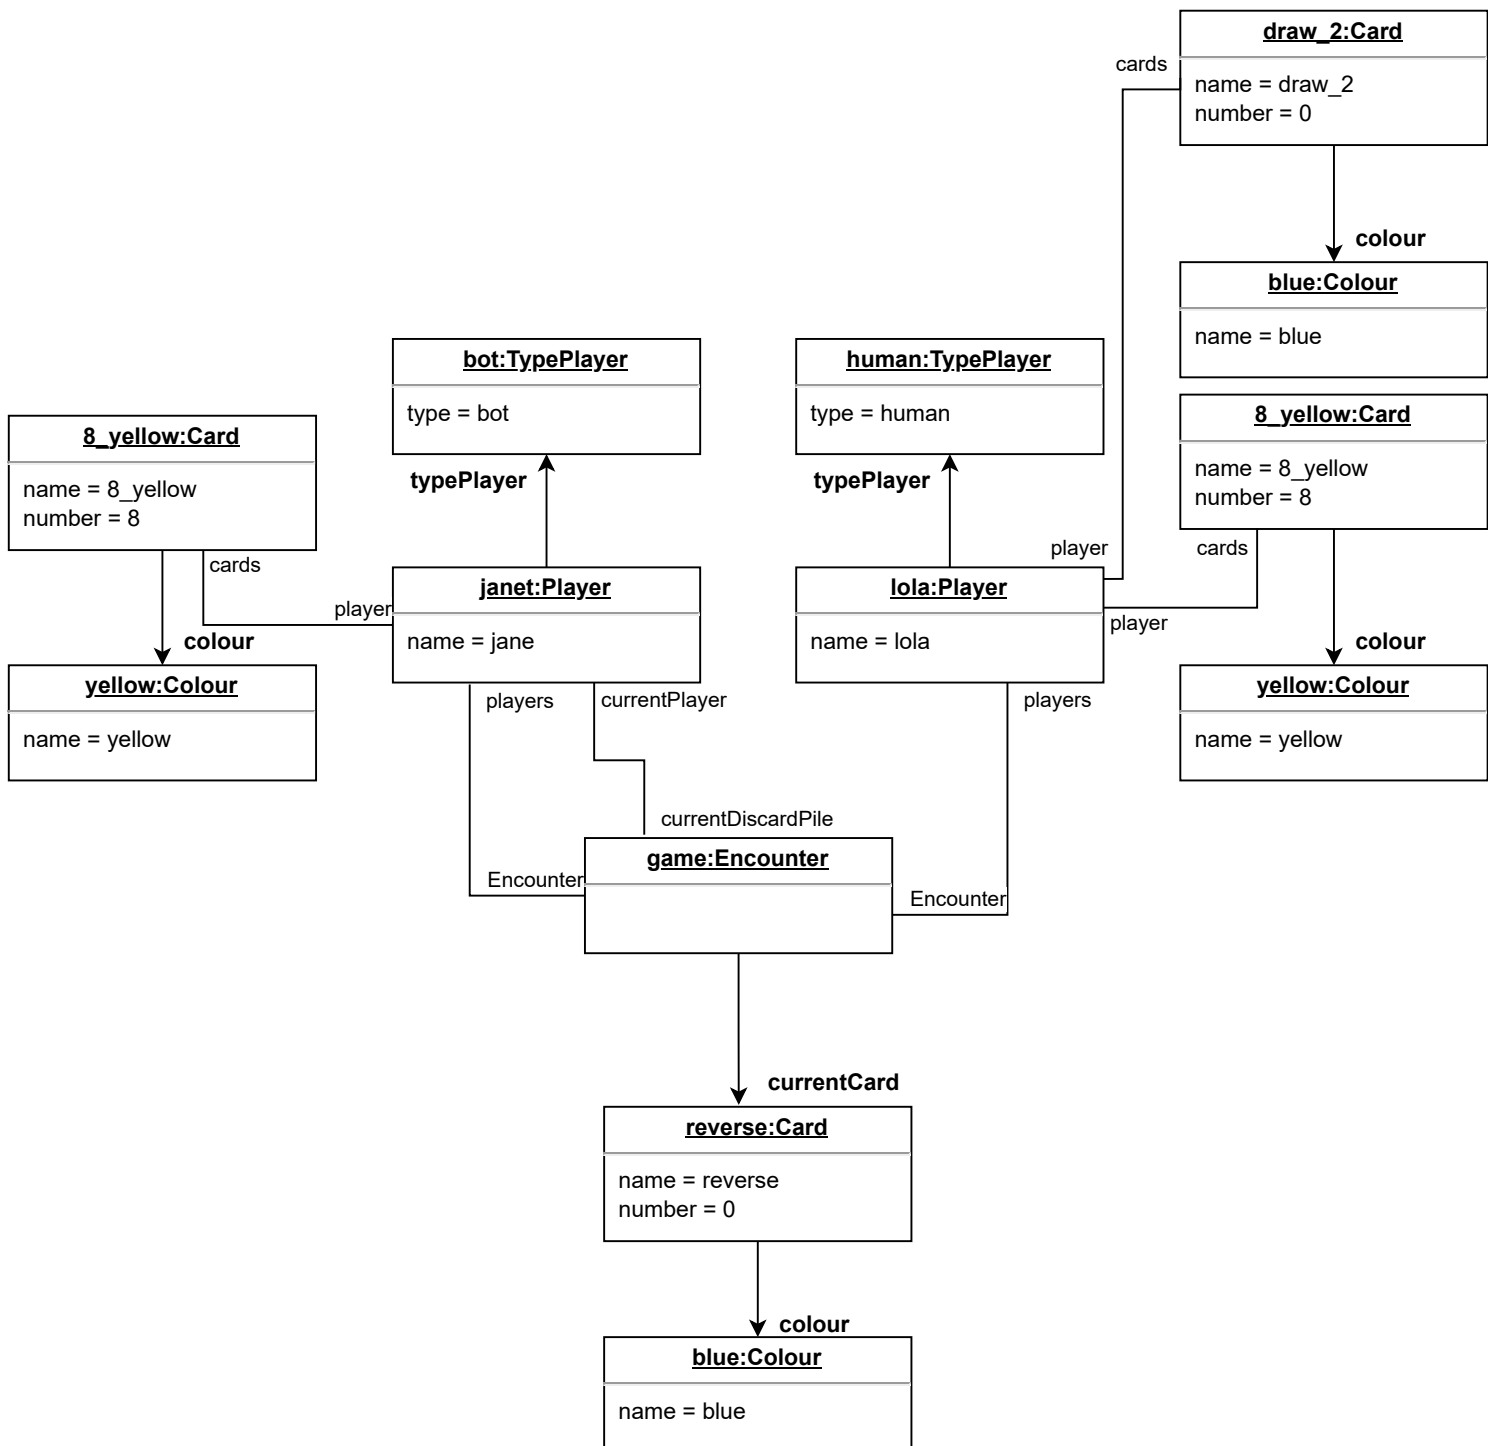 draw_2:Card
cards
name = draw_2
number = 0
colour
blue:Colour
name = blue
bot:TypePlayer
type = bot
typePlayer
human:TypePlayer
type = human
typePlayer
8_yellow:Card
name = 8_yellow
number = 8
cards
8_yellow:Card
name = 8_yellow
number = 8
cards
player
janet:Player
name = jane
player
lola:Player
name = lola
player
colour
yellow:Colour
name = yellow
colour
yellow:Colour
name = yellow
players
currentPlayer
players
currentDiscardPile
game:Encounter
Encounter
Encounter
currentCard
reverse:Card
name = reverse
number = 0
colour
blue:Colour
name = blue